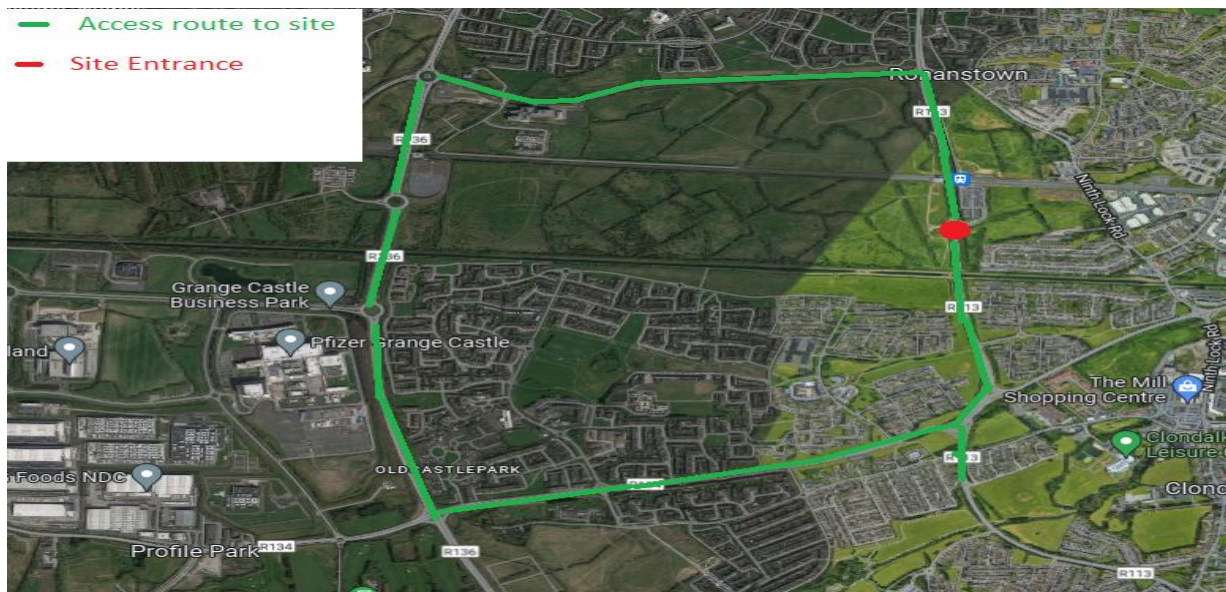 Access route to site
Site Entrance
Ronanstown
R113
R136
Ninth Lock Rd
R136
Grange Castle
Business Park
R113
Pfizer Grange Castle
land
Ninth Lock Rd
The Mill
Shopping Centre
Leisure
OLDCASTLEPARK
R113
Foods NDC
Clond
Profile Park
R134
R136
R113